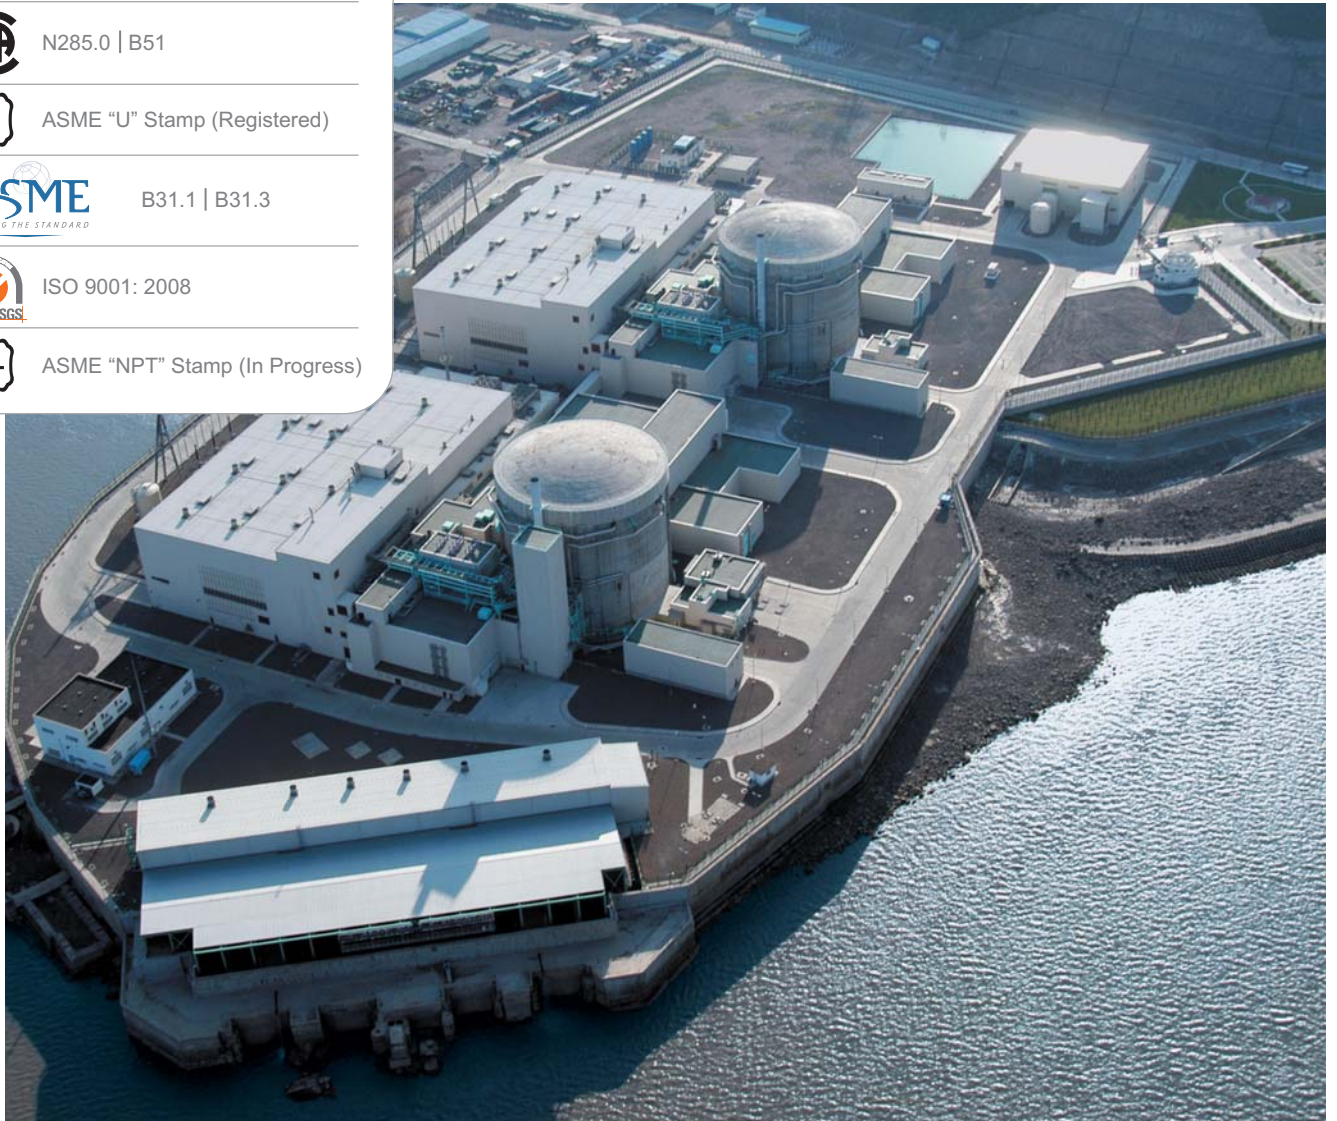 N285.0 | B51
ASME “U” Stamp (Registered)
SME
G THE STANDARD
B31.1 | B31.3
ISO 9001: 2008
SGS
ASME “NPT” Stamp (In Progress)